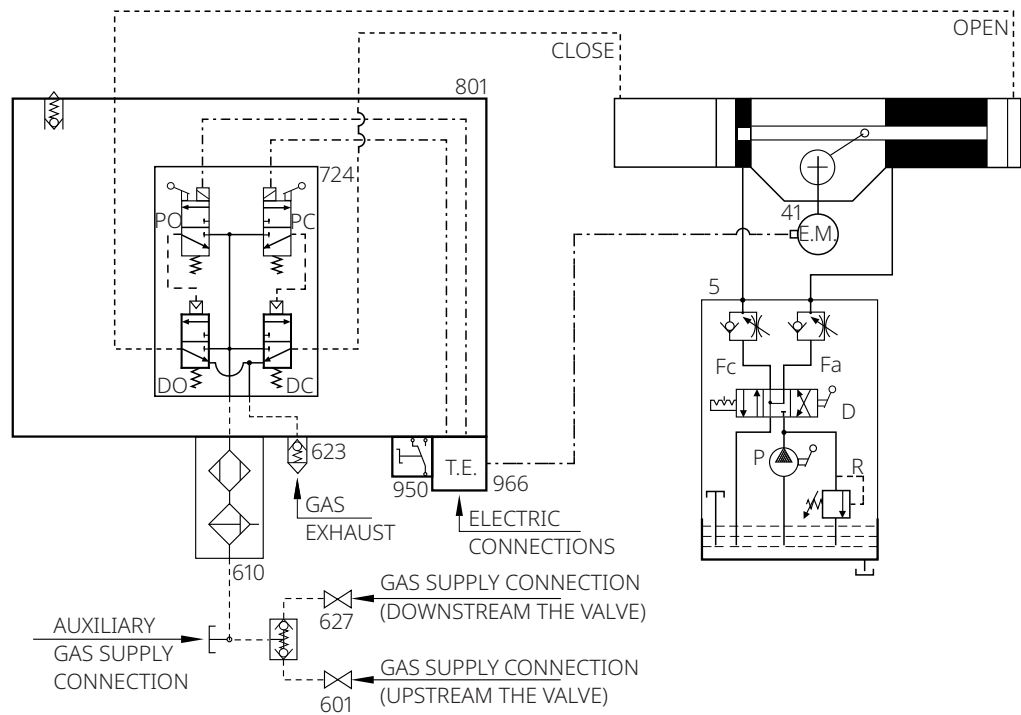 OPEN
CLOSE
801
724
PO
PC
41
E.M.
5
DO
DC
Fc
Fa
D
P
R
623
950
T.E.
966
GAS
EXHAUST
ELECTRIC
CONNECTIONS
610
GAS SUPPLY CONNECTION
(DOWNSTREAM THE VALVE)
627
AUXILIARY
GAS SUPPLY
CONNECTION
GAS SUPPLY CONNECTION
(UPSTREAM THE VALVE)
601